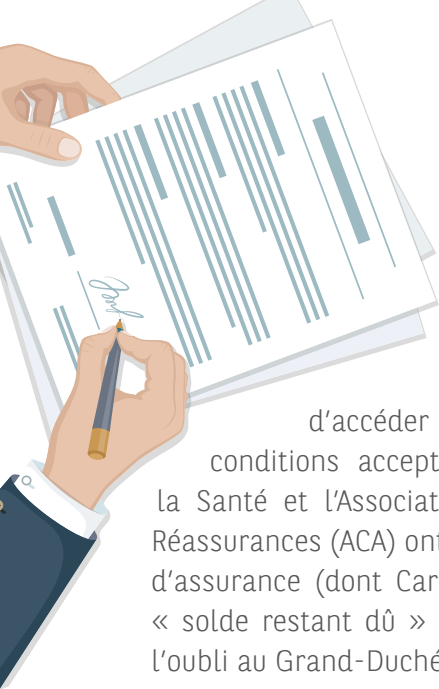 d'accéder
conditions accept
la Santé et l'Associat
Réassurances (ACA) ont
d'assurance (dont Car
« solde restant dû »
l'oubli au Grand-Duché